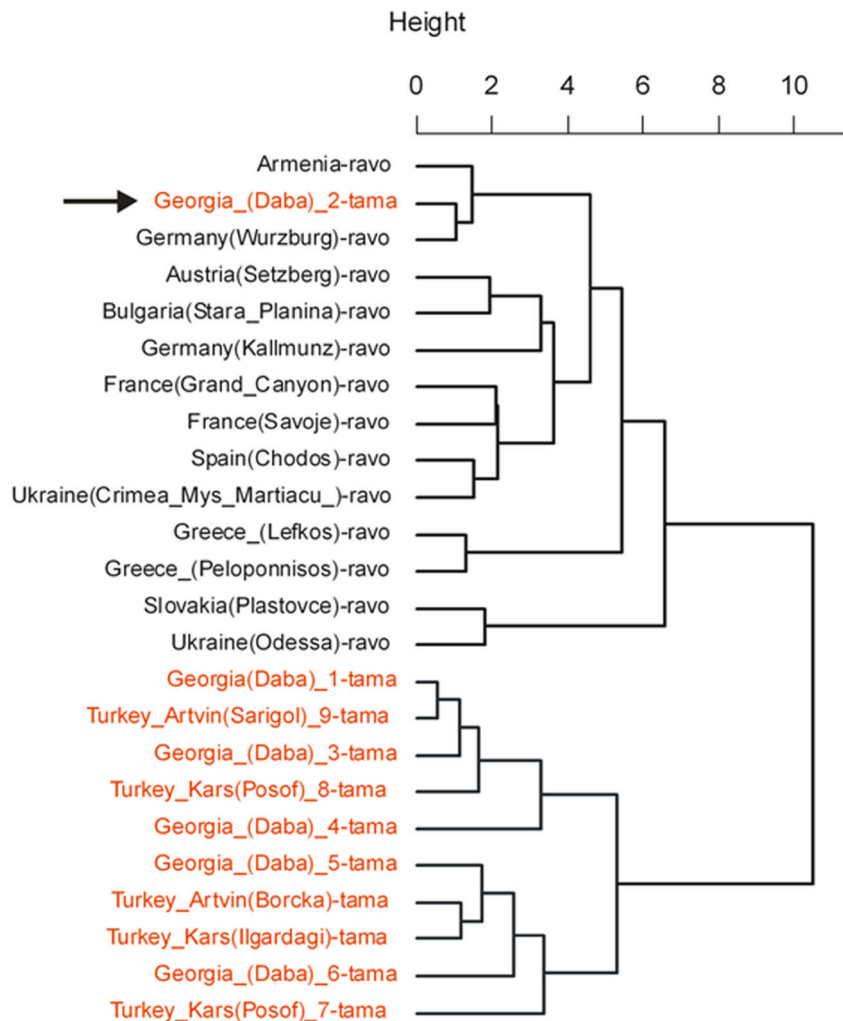 Height
0 2 4 6 8 10
Armenia-ravo
Georgia_(Daba)_2-tama
Germany(Wurzburg)-ravo
Austria(Setzberg)-ravo
Bulgaria(Stara_Planina)-ravo
Germany(Kallmunz)-ravo
France(Grand_Canyon)-ravo
France(Savoje)-ravo
Spain(Chodos)-ravo
Ukraine(Crimea_Mys_Martiacu_)-ravo
Greece_(Lefkos)-ravo
Greece_(Peloponnisos)-ravo
Slovakia(Plastovce)-ravo
Ukraine(Odessa)-ravo
Georgia(Daba)_1-tama
Turkey_Artvin(Sarigol)_9-tama
Georgia_(Daba)_3-tama
Turkey_Kars(Posof)_8-tama
Georgia_(Daba)_4-tama
Georgia_(Daba)_5-tama
Turkey_Artvin(Borcka)-tama
Turkey_Kars(Ilgardagi)-tama
Georgia_(Daba)_6-tama
Turkey_Kars(Posof)_7-tama